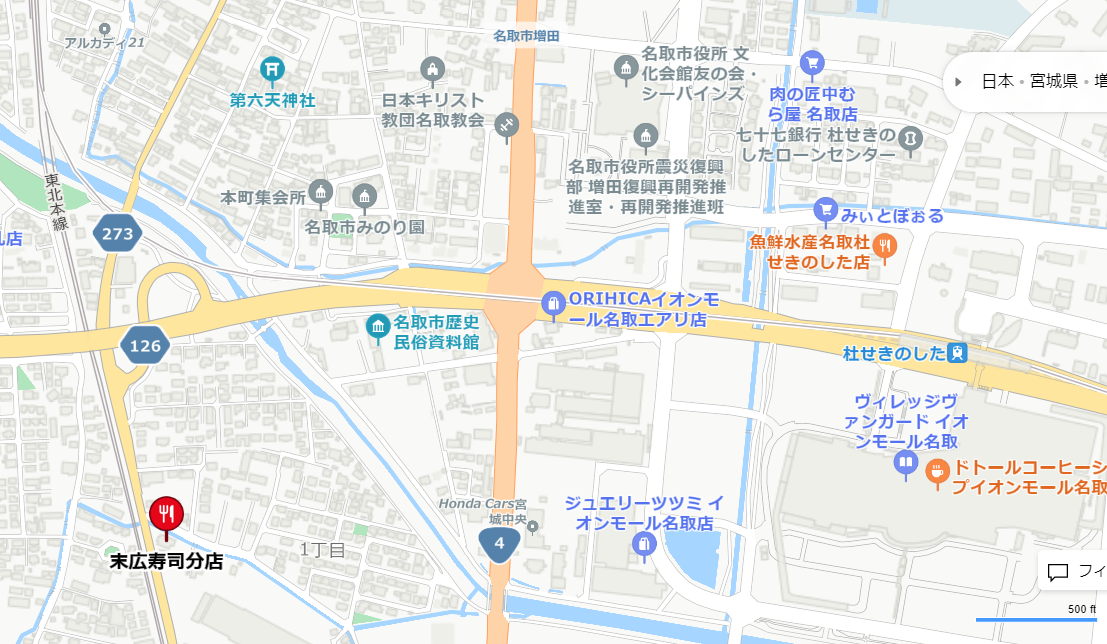 名取市増田
アルカディ21
名取市役所 文
化会館友の会・
シーパインズ
日本・宮城県・増
肉の匠中む
ら屋 名取店
第六天神社
日本キリスト
教団名取教会
七十七銀行 杜せきの
したローンセンター
名取市役所震災復興
部 増田復興再開発推
進室・再開発推進班
東北本線
本町集会所
名取市みのり園
みぃとぼぉる
273
札店
魚鮮水産名取杜
せきのした店
ORIHICAイオンモ
ール名取エアリ店
名取市歴史
民俗資料館
126
杜せきのした
ヴィレッジヴ
ァンガード イオ
ンモール名取
ドトールコーヒーシ
プイオンモール名取
Honda Cars宮
城中央
ジュエリーツツミ イ
オンモール名取店
4
1丁目
末広寿司分店
フィ
500 ft